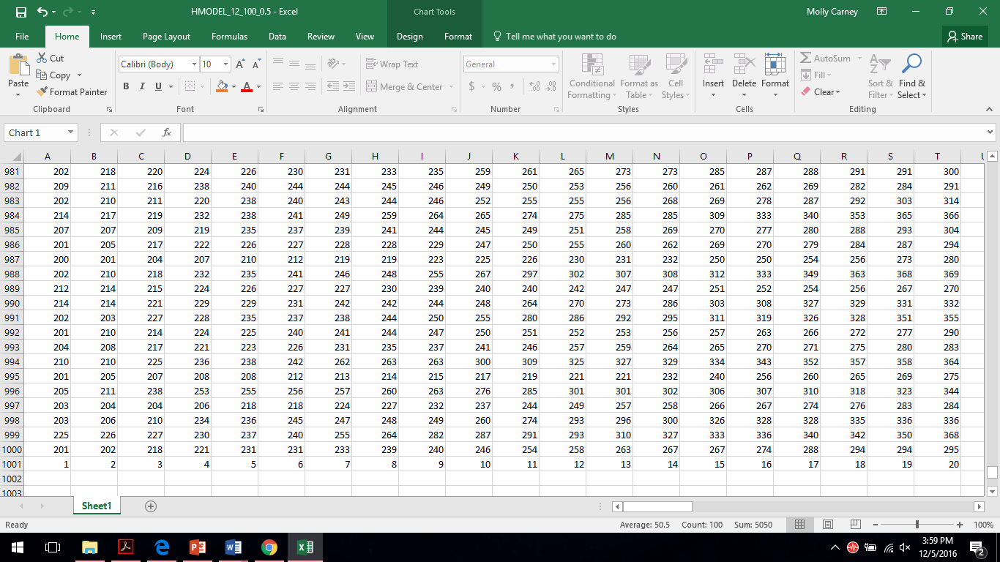 HMODEL_12_100_0.5 - Excel Chart Tools Molly Carney
File Home Insert Page Layout Formulas Data Review View Design Format Tell me what you want to do Share
Paste Cut Copy Format Painter Clipboard
Calibri (Body) 10 A A B I U A Font
Wrap Text Merge & Center Alignment
General $ % , .00 .0 Number
Conditional Formatting Format as Table Cell Styles Styles
Insert Delete Format Cells
AutoSum Fill Clear Sort & Filter Find & Select Editing
Chart 1 fx
A B C D E F G H I J K L M N O P Q R S T U
981 202 218 220 224 226 230 231 233 235 259 261 265 273 273 285 287 288 291 291 300
982 209 211 216 238 240 244 244 245 246 249 250 253 256 260 261 262 269 282 284 291
983 202 210 211 220 238 240 243 244 246 252 255 255 256 268 269 278 287 292 303 314
984 214 217 219 232 238 241 249 259 264 265 274 275 285 285 309 333 340 353 365 366
985 207 207 209 219 235 237 239 241 244 245 249 251 258 269 270 277 280 288 293 304
986 201 205 217 222 226 227 228 228 229 247 250 255 260 262 269 270 279 284 287 294
987 200 201 204 207 210 212 219 219 223 225 226 230 231 232 250 250 254 256 273 280
988 202 210 218 232 235 241 246 248 255 267 297 302 307 308 312 333 349 363 368 369
989 212 214 215 224 226 227 227 230 239 240 240 242 247 247 251 252 254 256 267 270
990 214 214 221 229 229 231 242 242 244 248 264 270 273 286 303 308 327 329 331 332
991 202 203 227 228 235 237 238 244 250 255 280 286 292 295 311 319 326 328 351 355
992 201 210 214 224 225 240 241 244 247 250 251 252 253 256 257 263 266 272 277 290
993 204 208 217 221 223 226 231 235 237 241 246 257 259 264 265 270 271 275 280 283
994 210 210 225 236 238 242 262 263 263 300 309 325 327 329 334 343 352 357 358 364
995 201 205 207 208 208 212 213 214 215 217 219 221 221 232 240 256 260 265 269 275
996 205 211 238 253 255 256 257 260 263 276 285 301 301 302 306 307 310 318 323 344
997 203 204 204 206 218 218 224 227 232 237 244 249 257 258 266 267 274 276 283 284
998 203 206 210 234 236 245 247 248 249 260 274 293 296 300 326 328 328 335 336 336
999 225 226 227 230 237 240 255 264 282 287 291 293 310 327 333 336 340 342 350 368
1000 201 202 218 221 231 231 233 239 240 246 254 258 263 267 267 274 288 294 294 295
1001 1 2 3 4 5 6 7 8 9 10 11 12 13 14 15 16 17 18 19 20
1002
1003
Sheet1
Ready Average: 50.5 Count: 100 Sum: 5050 100%
3:59 PM
12/5/2016 2